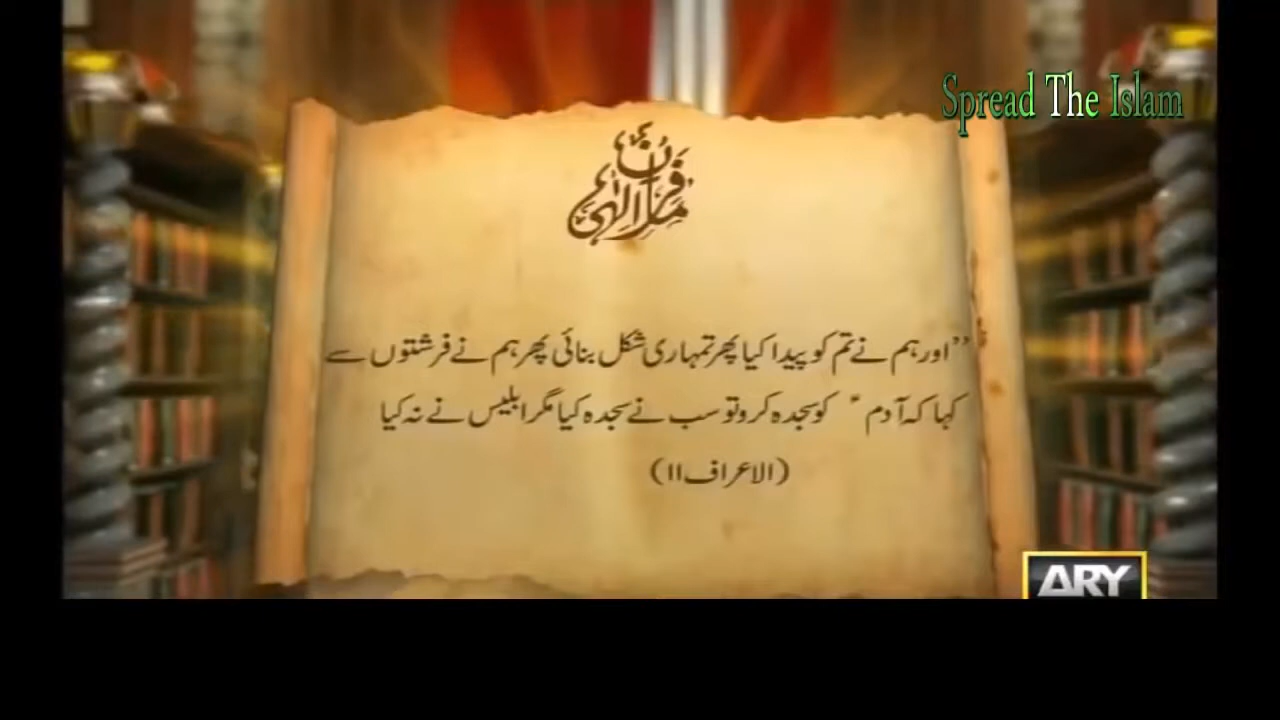 Spread The Islam
فرمانِ الٰہی
”اور ہم نے تم کو پیدا کیا پھر تمہاری شکل بنائی پھر ہم نے فرشتوں سے
کہا کہ آدمؑ کو سجدہ کرو تو سب نے سجدہ کیا مگر ابلیس نے نہ کیا
(الاعراف ۱۱)
ARY